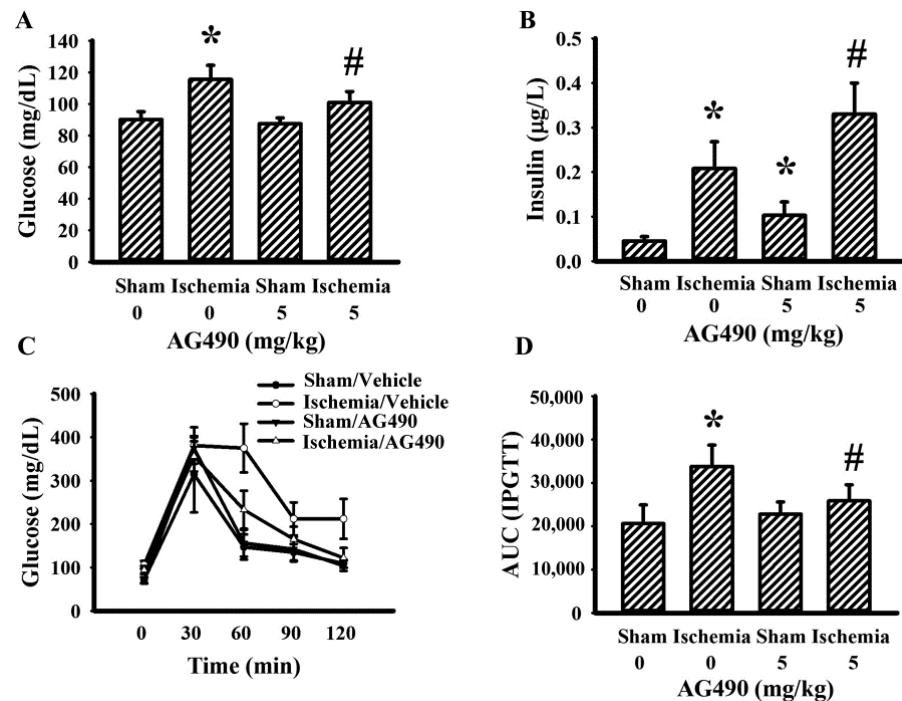 A
Glucose (mg/dL)
140
120
100
80
60
40
20
0
*
#
Sham Ischemia Sham Ischemia
0 0 5 5
AG490 (mg/kg)
B
Insulin (μg/L)
0.5
0.4
0.3
0.2
0.1
0.0
*
*
#
Sham Ischemia Sham Ischemia
0 0 5 5
AG490 (mg/kg)
C
Glucose (mg/dL)
500
400
300
200
100
0
Sham/Vehicle
Ischemia/Vehicle
Sham/AG490
Ischemia/AG490
0 30 60 90 120
Time (min)
D
AUC (IPGTT)
50,000
40,000
30,000
20,000
10,000
0
*
#
Sham Ischemia Sham Ischemia
0 0 5 5
AG490 (mg/kg)